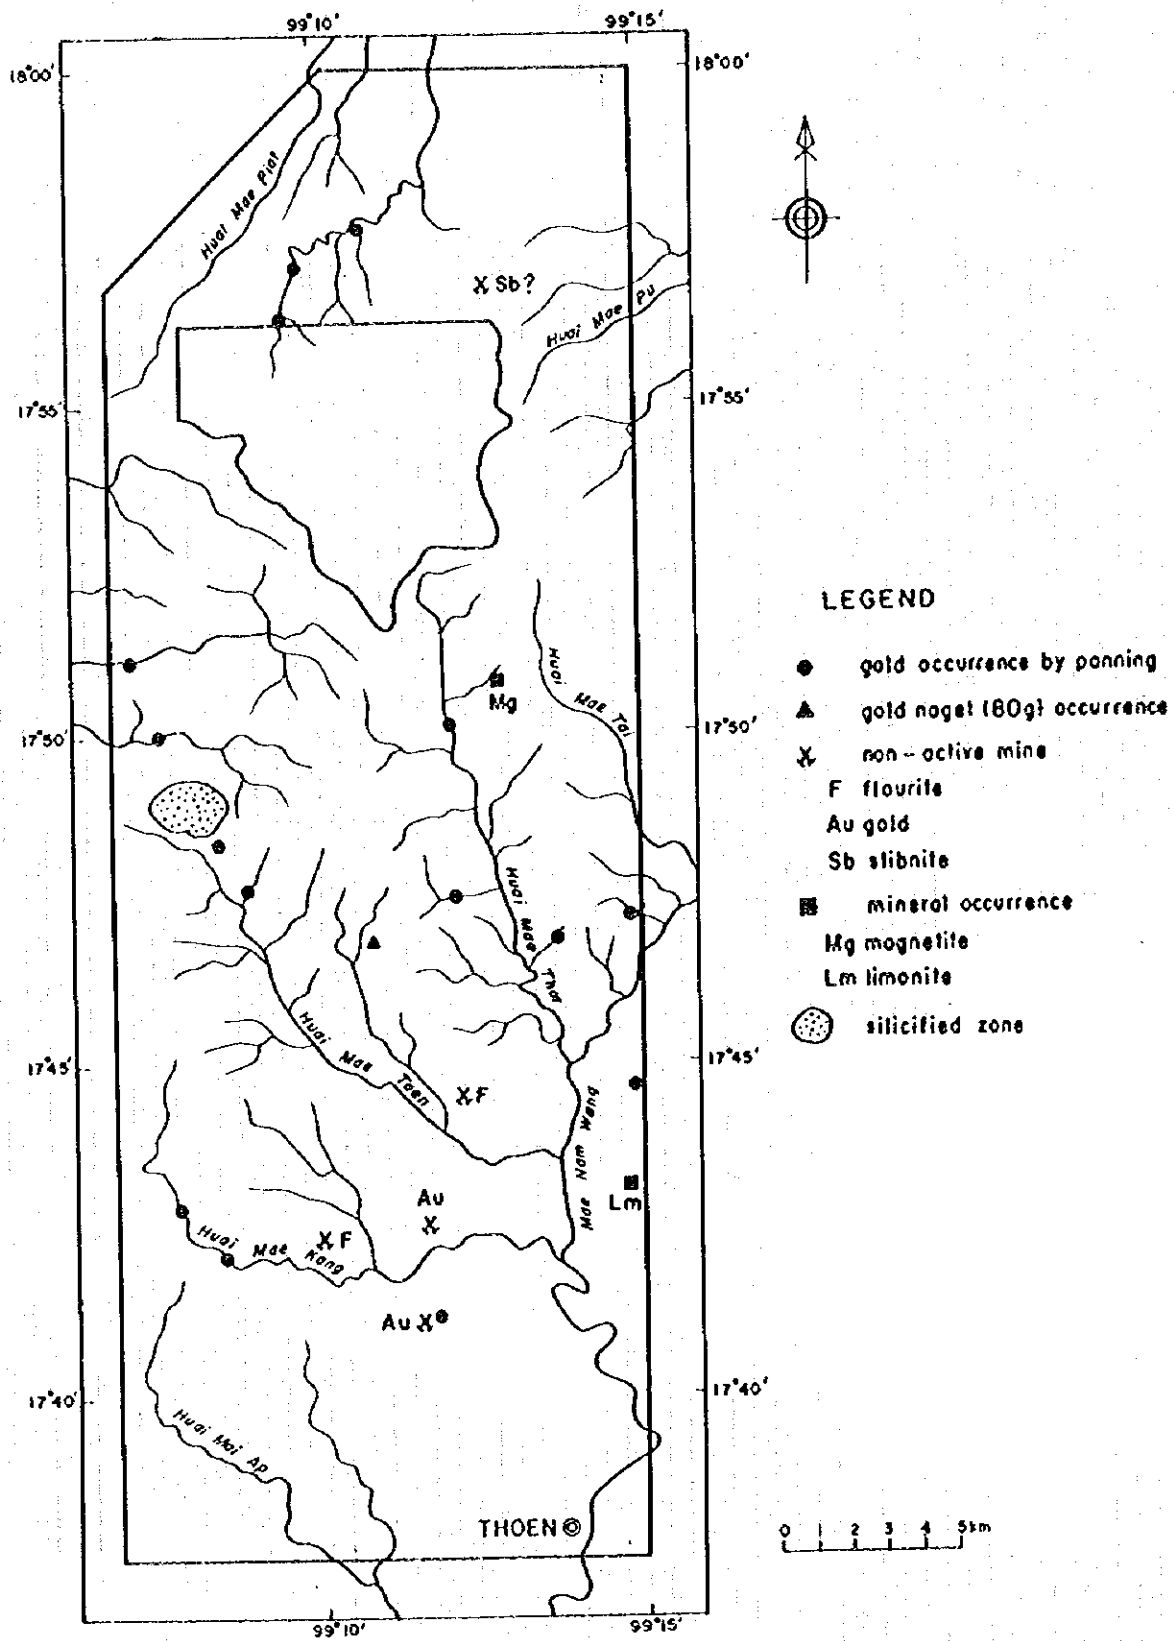 99°10'
99°15'
18°00'
18°00'
Huai Mae Piat
Sb?
Huai Mae Pu
17°55'
17°55'
Huai Mae Tai
Mg
17°50'
17°50'
Huai Mae Thot
Huai Mae Toen
17°45'
17°45'
F
Mae Nam Wang
Au
Lm
F
Huai Mae Kang
Au
17°40'
17°40'
Huai Mai Ap
THOEN
99°10'
99°15'
LEGEND
gold occurrence by panning
gold noget (80g) occurrence
non-active mine
F flourite
Au gold
Sb stibnite
mineral occurrence
Mg magnetite
Lm limonite
silicified zone
0 1 2 3 4 5km